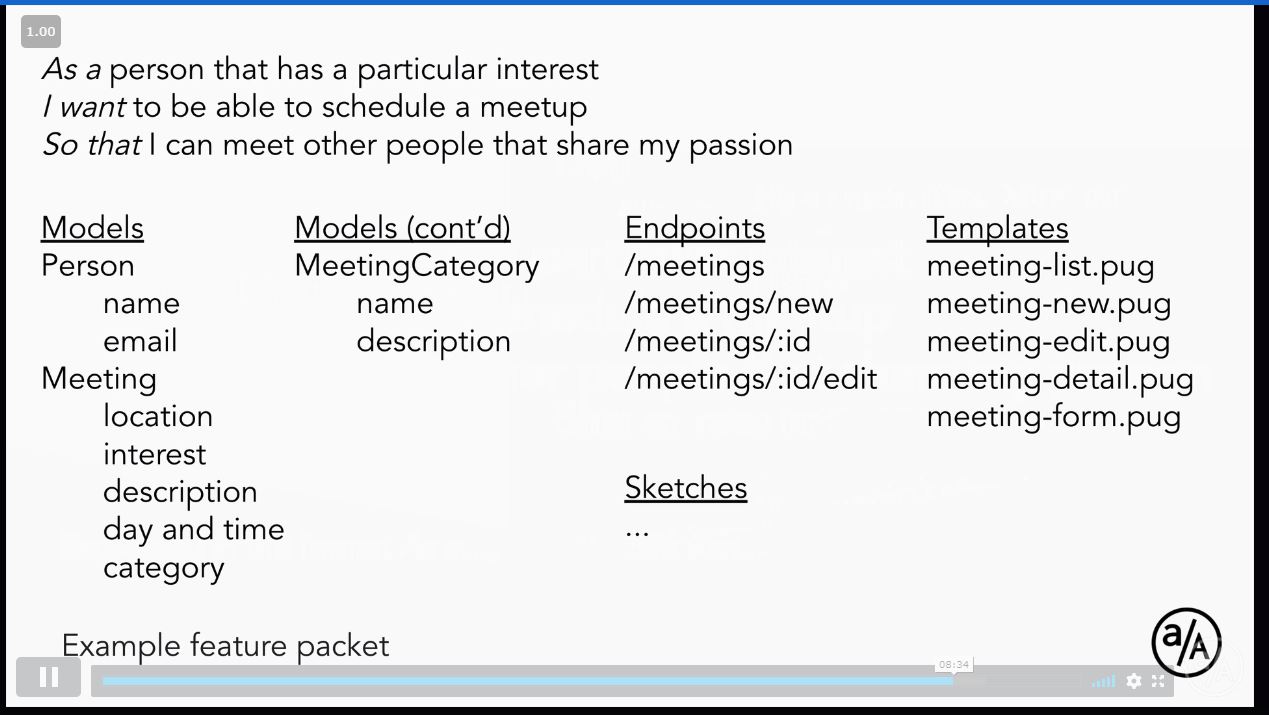 1.00
As a person that has a particular interest
I want to be able to schedule a meetup
So that I can meet other people that share my passion
Models
Person
name
email
Meeting
location
interest
description
day and time
category
Models (cont’d)
MeetingCategory
name
description
Endpoints
/meetings
/meetings/new
/meetings/:id
/meetings/:id/edit
Sketches
...
Templates
meeting-list.pug
meeting-new.pug
meeting-edit.pug
meeting-detail.pug
meeting-form.pug
Example feature packet
a/A
08:34